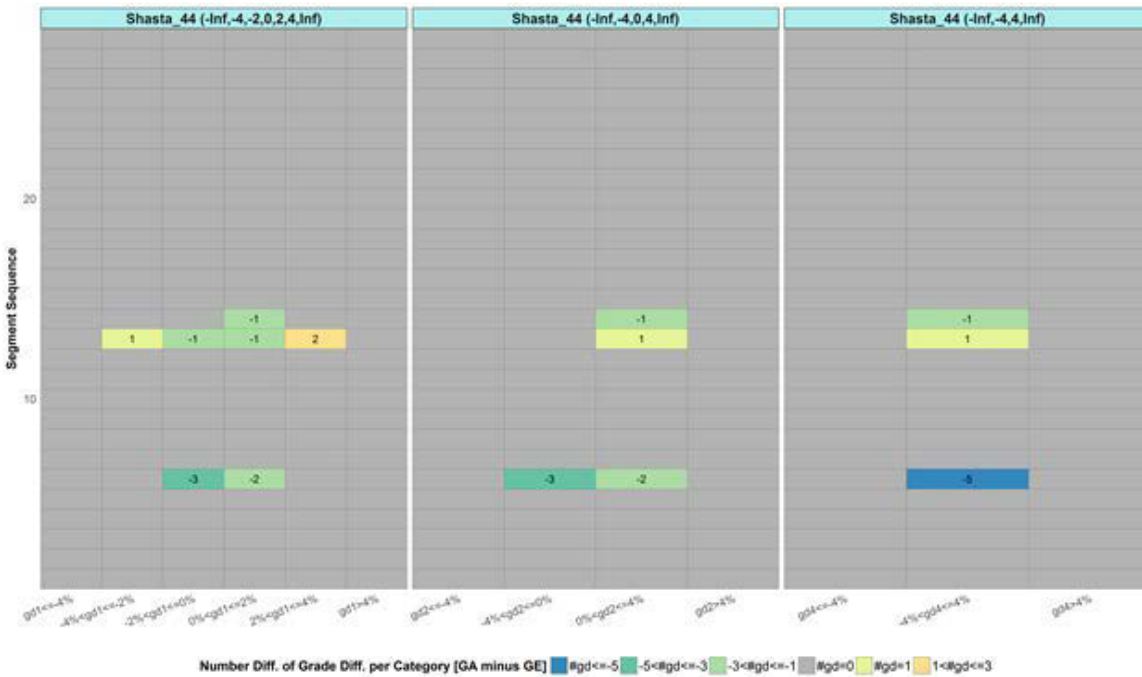 Shasta_44 (-Inf,-4,-2,0,2,4,Inf)
Shasta_44 (-Inf,-4,0,4,Inf)
Shasta_44 (-Inf,-4,4,Inf)
Segment Sequence
20
-1
-1
-1
1
-1
-1
2
1
1
10
-3
-2
-3
-2
-5
gd1<=-4%
-4%<gd1<=-2%
-2%<gd1<=0%
0%<gd1<=2%
2%<gd1<=4%
gd1>4%
gd2<=-4%
-4%<gd2<=0%
0%<gd2<=4%
gd2>4%
gd4<=-4%
-4%<gd4<=4%
gd4>4%
Number Diff. of Grade Diff. per Category [GA minus GE] #gd<=-5 -5<#gd<=-3 -3<#gd<=-1 #gd=0 #gd=1 1<#gd<=3